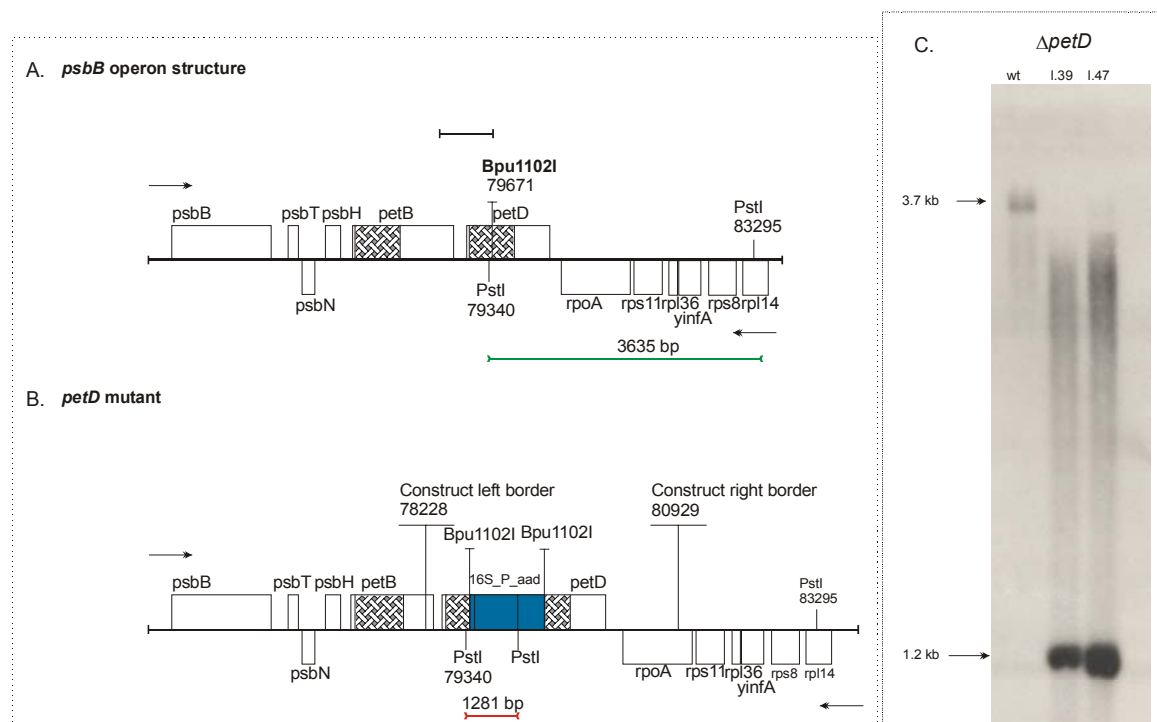 A. psbB operon structure
Bpu1102I
79671
psbB
psbT
psbH
petB
petD
PstI
83295
psbN
PstI
79340
rpoA
rps11
rpl36
yinfA
rps8
rpl14
3635 bp
B. petD mutant
Construct left border
78228
Construct right border
80929
Bpu1102I
Bpu1102I
psbB
psbT
psbH
petB
16S_P_aad
petD
PstI
83295
psbN
PstI
79340
PstI
rpoA
rps11
rpl36
yinfA
rps8
rpl14
1281 bp
C.
ΔpetD
wt
I.39
I.47
3.7 kb
1.2 kb